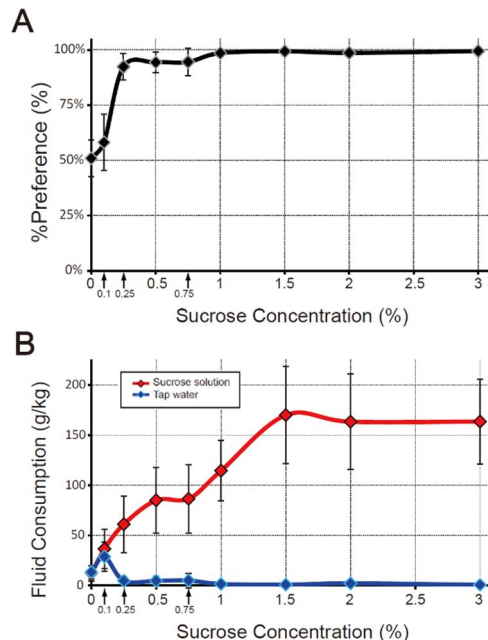 A
100%
75%
50%
25%
0%
%Preference (%)
0 0.5 1 1.5 2 2.5 3
0.1 0.25 0.75
Sucrose Concentration (%)
B
Sucrose solution
Tap water
200
150
100
50
0
Fluid Consumption (g/kg)
0 0.5 1 1.5 2 2.5 3
0.1 0.25 0.75
Sucrose Concentration (%)